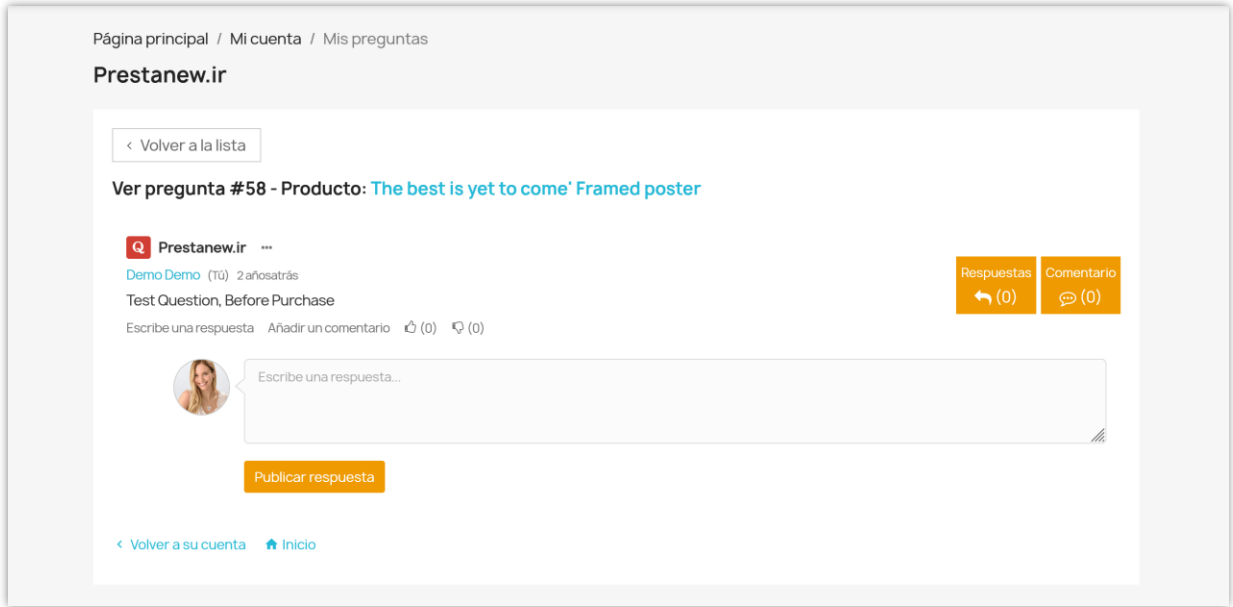 Página principal / Mi cuenta / Mis preguntas
Prestanew.ir
‹ Volver a la lista
Ver pregunta #58 - Producto: The best is yet to come' Framed poster
Q Prestanew.ir ···
Demo Demo (Tú) 2 añosatrás
Test Question, Before Purchase
Escribe una respuesta Añadir un comentario (0) (0)
Respuestas
(0)
Comentario
(0)
Escribe una respuesta...
Publicar respuesta
‹ Volver a su cuenta Inicio